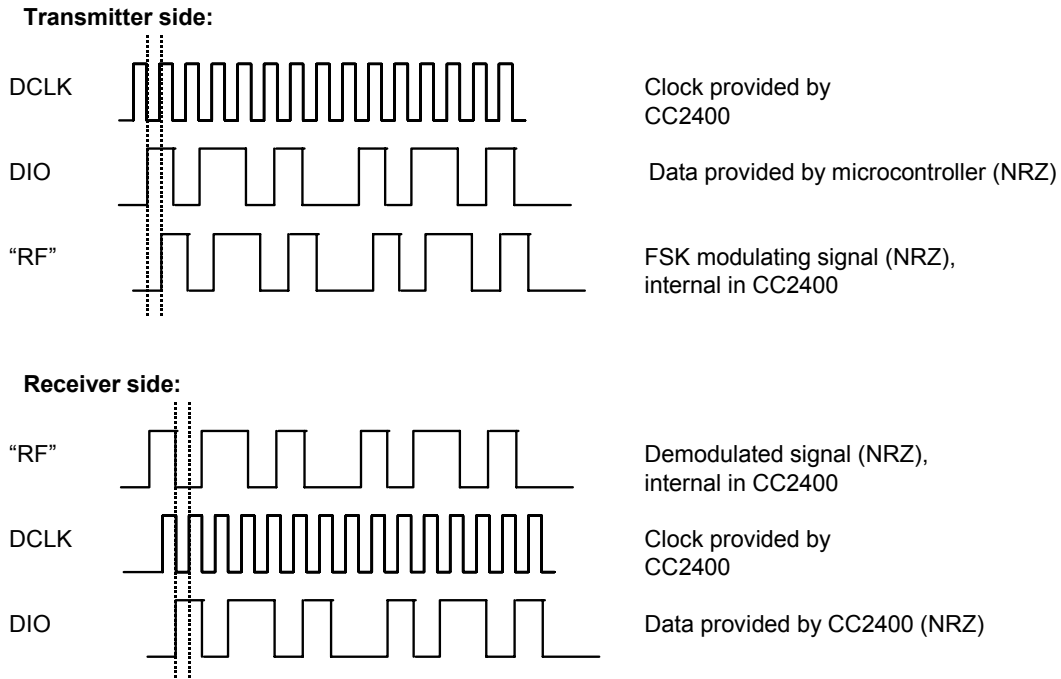 Transmitter side:
DCLK
Clock provided by
CC2400
DIO
Data provided by microcontroller (NRZ)
“RF”
FSK modulating signal (NRZ),
internal in CC2400
Receiver side:
“RF”
Demodulated signal (NRZ),
internal in CC2400
DCLK
Clock provided by
CC2400
DIO
Data provided by CC2400 (NRZ)